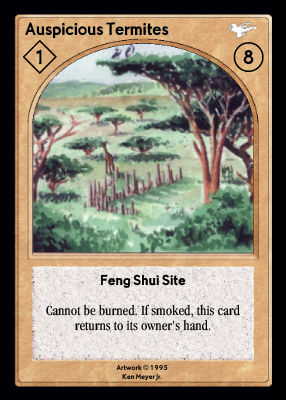 Auspicious Termites
1
8
Feng Shui Site
Cannot be burned. If smoked, this card
returns to its owner's hand.
Artwork © 1995
Ken Meyer Jr.